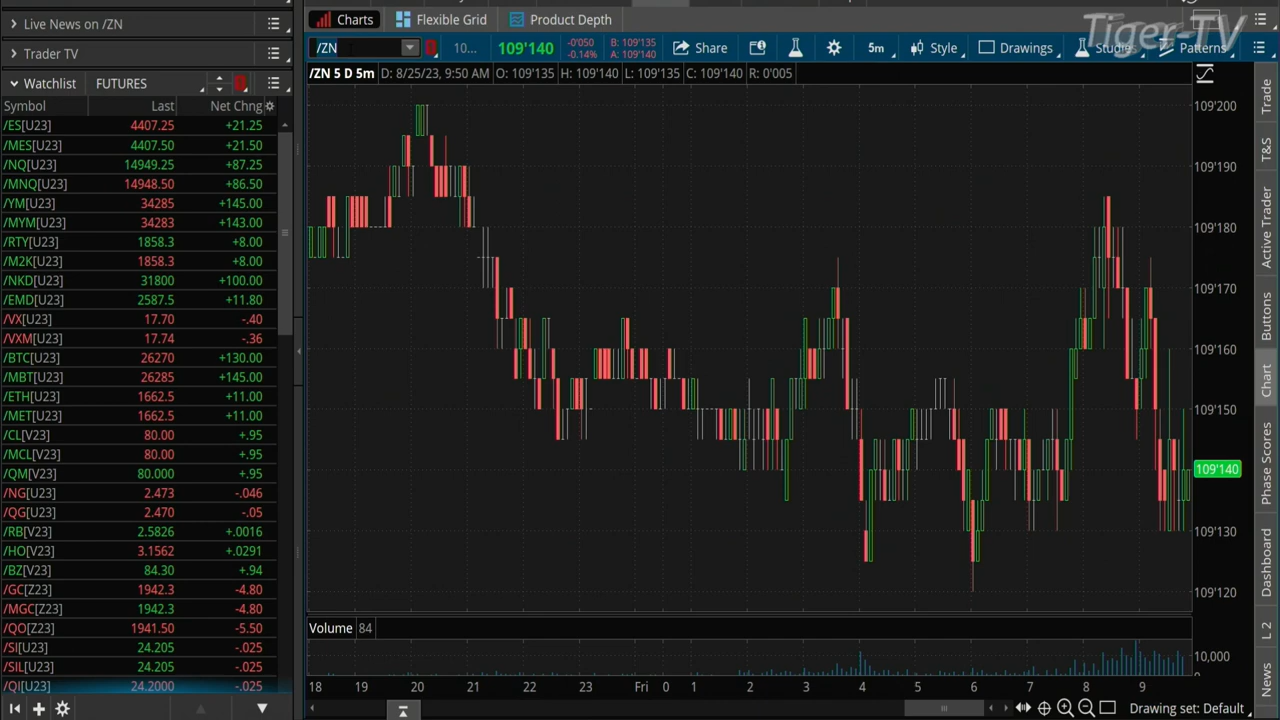 Live News on /ZN
Trader TV
Watchlist FUTURES
Symbol Last Net Chng
/ES[U23] 4407.25 +21.25
/MES[U23] 4407.50 +21.50
/NQ[U23] 14949.25 +87.25
/MNQ[U23] 14948.50 +86.50
/YM[U23] 34285 +145.00
/MYM[U23] 34283 +143.00
/RTY[U23] 1858.3 +8.00
/M2K[U23] 1858.3 +8.00
/NKD[U23] 31800 +100.00
/EMD[U23] 2587.5 +11.80
/VX[U23] 17.70 -.40
/VXM[U23] 17.74 -.36
/BTC[U23] 26270 +130.00
/MBT[U23] 26285 +145.00
/ETH[U23] 1662.5 +11.00
/MET[U23] 1662.5 +11.00
/CL[V23] 80.00 +.95
/MCL[V23] 80.00 +.95
/QM[V23] 80.000 +.95
/NG[U23] 2.473 -.046
/QG[U23] 2.470 -.05
/RB[V23] 2.5826 +.0016
/HO[V23] 3.1562 +.0291
/BZ[V23] 84.30 +.94
/GC[Z23] 1942.3 -4.80
/MGC[Z23] 1942.3 -4.80
/QO[Z23] 1941.50 -5.50
/SI[U23] 24.205 -.025
/SIL[U23] 24.205 -.025
/QI[U23] 24.2000 -.025
Charts Flexible Grid Product Depth
Tiger-TV
/ZN 10... 109'140 -0'050 B: 109'135 Share 5m Style Drawings Studies Patterns
-0.14% A: 109'140
/ZN 5 D 5m D: 8/25/23, 9:50 AM O: 109'135 H: 109'140 L: 109'135 C: 109'140 R: 0'005
109'200
109'190
109'180
109'170
109'160
109'150
109'140
109'130
109'120
Volume 84
10,000
18 19 20 21 22 23 Fri 0 1 2 3 4 5 6 7 8 9
Drawing set: Default
Trade
T&S
Active Trader
Buttons
Chart
Phase Scores
Dashboard
L 2
News